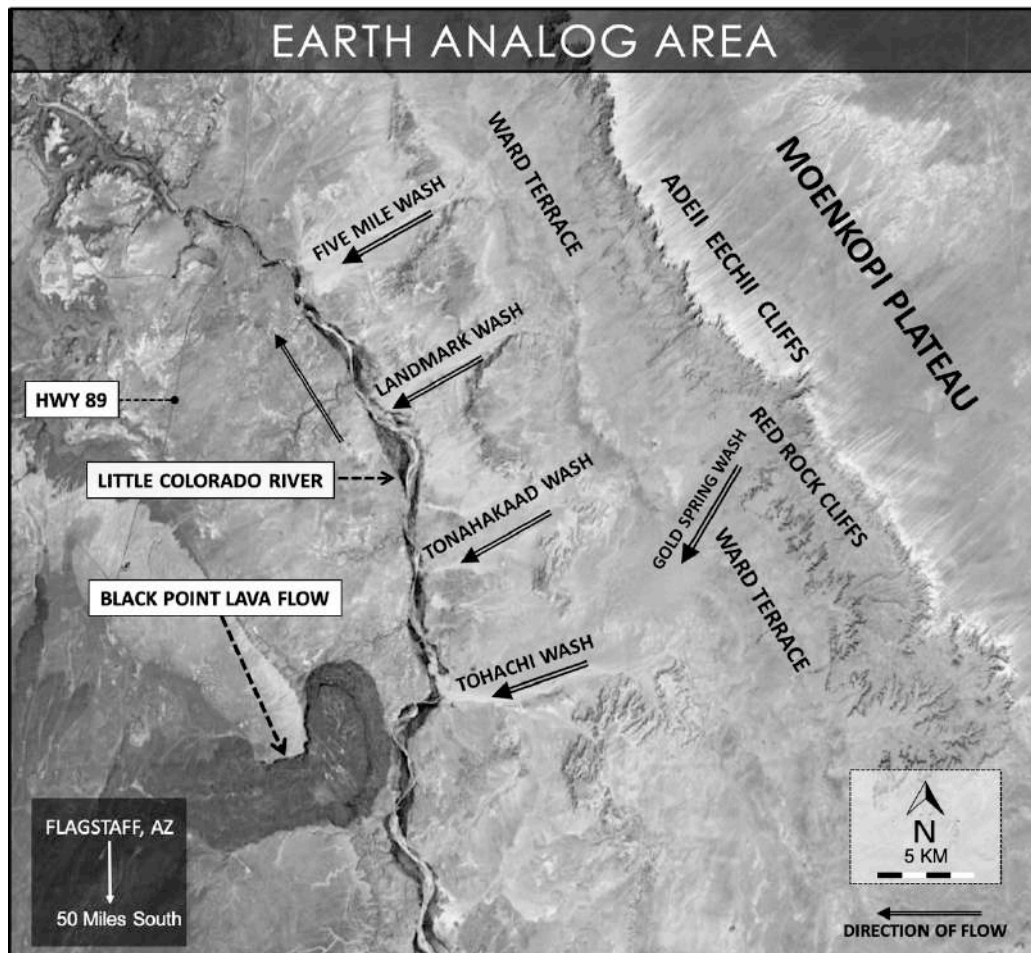 EARTH ANALOG AREA
WARD TERRACE
MOENKOPI PLATEAU
ADEII EECHII CLIFFS
FIVE MILE WASH
LANDMARK WASH
HWY 89
RED ROCK CLIFFS
LITTLE COLORADO RIVER
TONAHAKAAD WASH
GOLD SPRING WASH
WARD TERRACE
BLACK POINT LAVA FLOW
TOHACHI WASH
FLAGSTAFF, AZ
50 Miles South
N
5 KM
DIRECTION OF FLOW